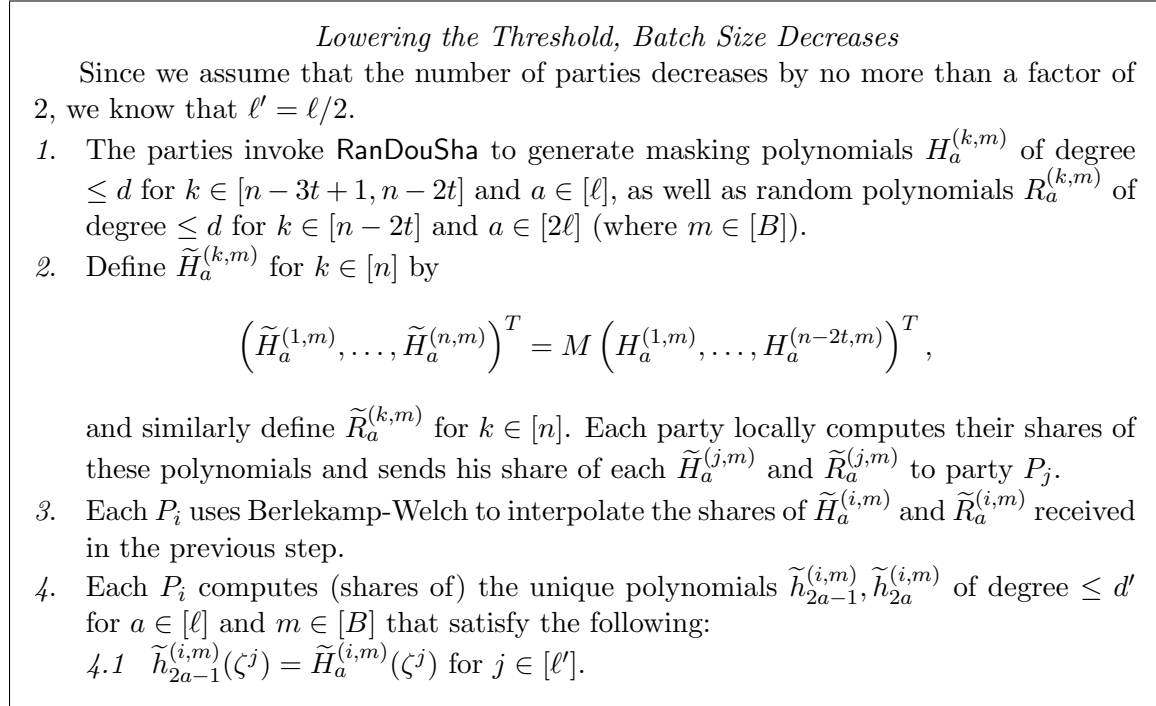 Lowering the Threshold, Batch Size Decreases
Since we assume that the number of parties decreases by no more than a factor of
2, we know that ℓ′ = ℓ/2.
1. The parties invoke RanDouSha to generate masking polynomials H_a^{(k,m)} of degree
≤ d for k ∈ [n − 3t + 1, n − 2t] and a ∈ [ℓ], as well as random polynomials R_a^{(k,m)} of
degree ≤ d for k ∈ [n − 2t] and a ∈ [2ℓ] (where m ∈ [B]).
2. Define H̃_a^{(k,m)} for k ∈ [n] by
(H̃_a^{(1,m)}, . . . , H̃_a^{(n,m)})^T = M (H_a^{(1,m)}, . . . , H_a^{(n−2t,m)})^T ,
and similarly define R̃_a^{(k,m)} for k ∈ [n]. Each party locally computes their shares of
these polynomials and sends his share of each H̃_a^{(j,m)} and R̃_a^{(j,m)} to party P_j.
3. Each P_i uses Berlekamp-Welch to interpolate the shares of H̃_a^{(i,m)} and R̃_a^{(i,m)} received
in the previous step.
4. Each P_i computes (shares of) the unique polynomials h̃_{2a−1}^{(i,m)}, h̃_{2a}^{(i,m)} of degree ≤ d′
for a ∈ [ℓ] and m ∈ [B] that satisfy the following:
4.1 h̃_{2a−1}^{(i,m)}(ζ^j) = H̃_a^{(i,m)}(ζ^j) for j ∈ [ℓ′].